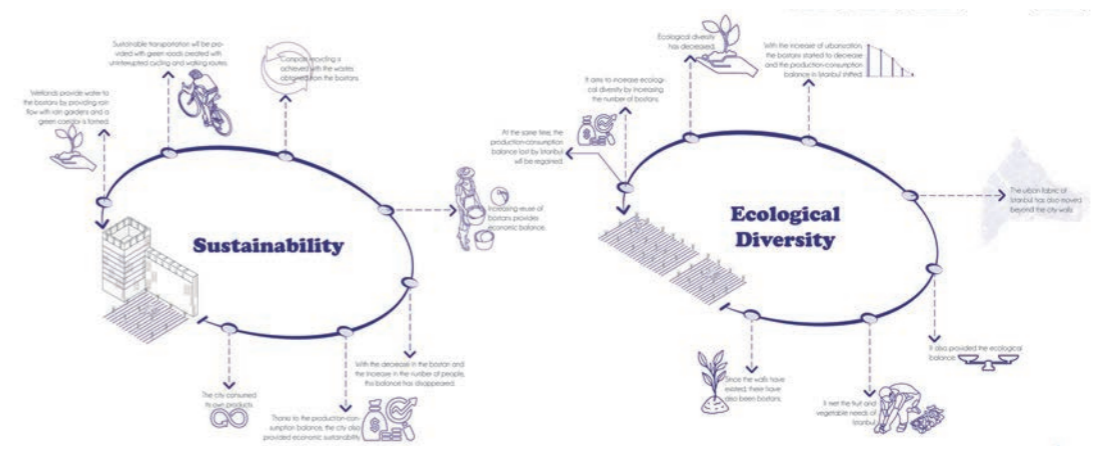 Sustainable transportation will be pro-
vided with green roads created with
uninterrupted cycling and walking routes.
Compost recycling is
achieved with the wastes
obtained from the bostans
Wetlands provide water to
the bostans by providing rain
flow with rain gardens and a
green corridor is formed.
Increasing reuse of
bostans provides
economic balance.
Sustainability
With the decrease in the bostan and
the increase in the number of people,
this balance has disappeared.
The city consumed
its own products
Thanks to the production-con-
sumption balance, the city also
provided economic sustainability
Ecological diversity
has decreased.
With the increase of urbanization,
the bostans started to decrease
and the production-consumption
balance in Istanbul shifted.
It aims to increase ecologi-
cal diversity by increasing
the number of bostans.
At the same time, the
production-consumption
balance lost by Istanbul
will be regained.
The urban fabric of
Istanbul has also moved
beyond the city walls
Ecological
Diversity
It also provided the ecological
balance.
Since the walls have
existed, there have
also been bostans.
It met the fruit and
vegetable needs of
Istanbul